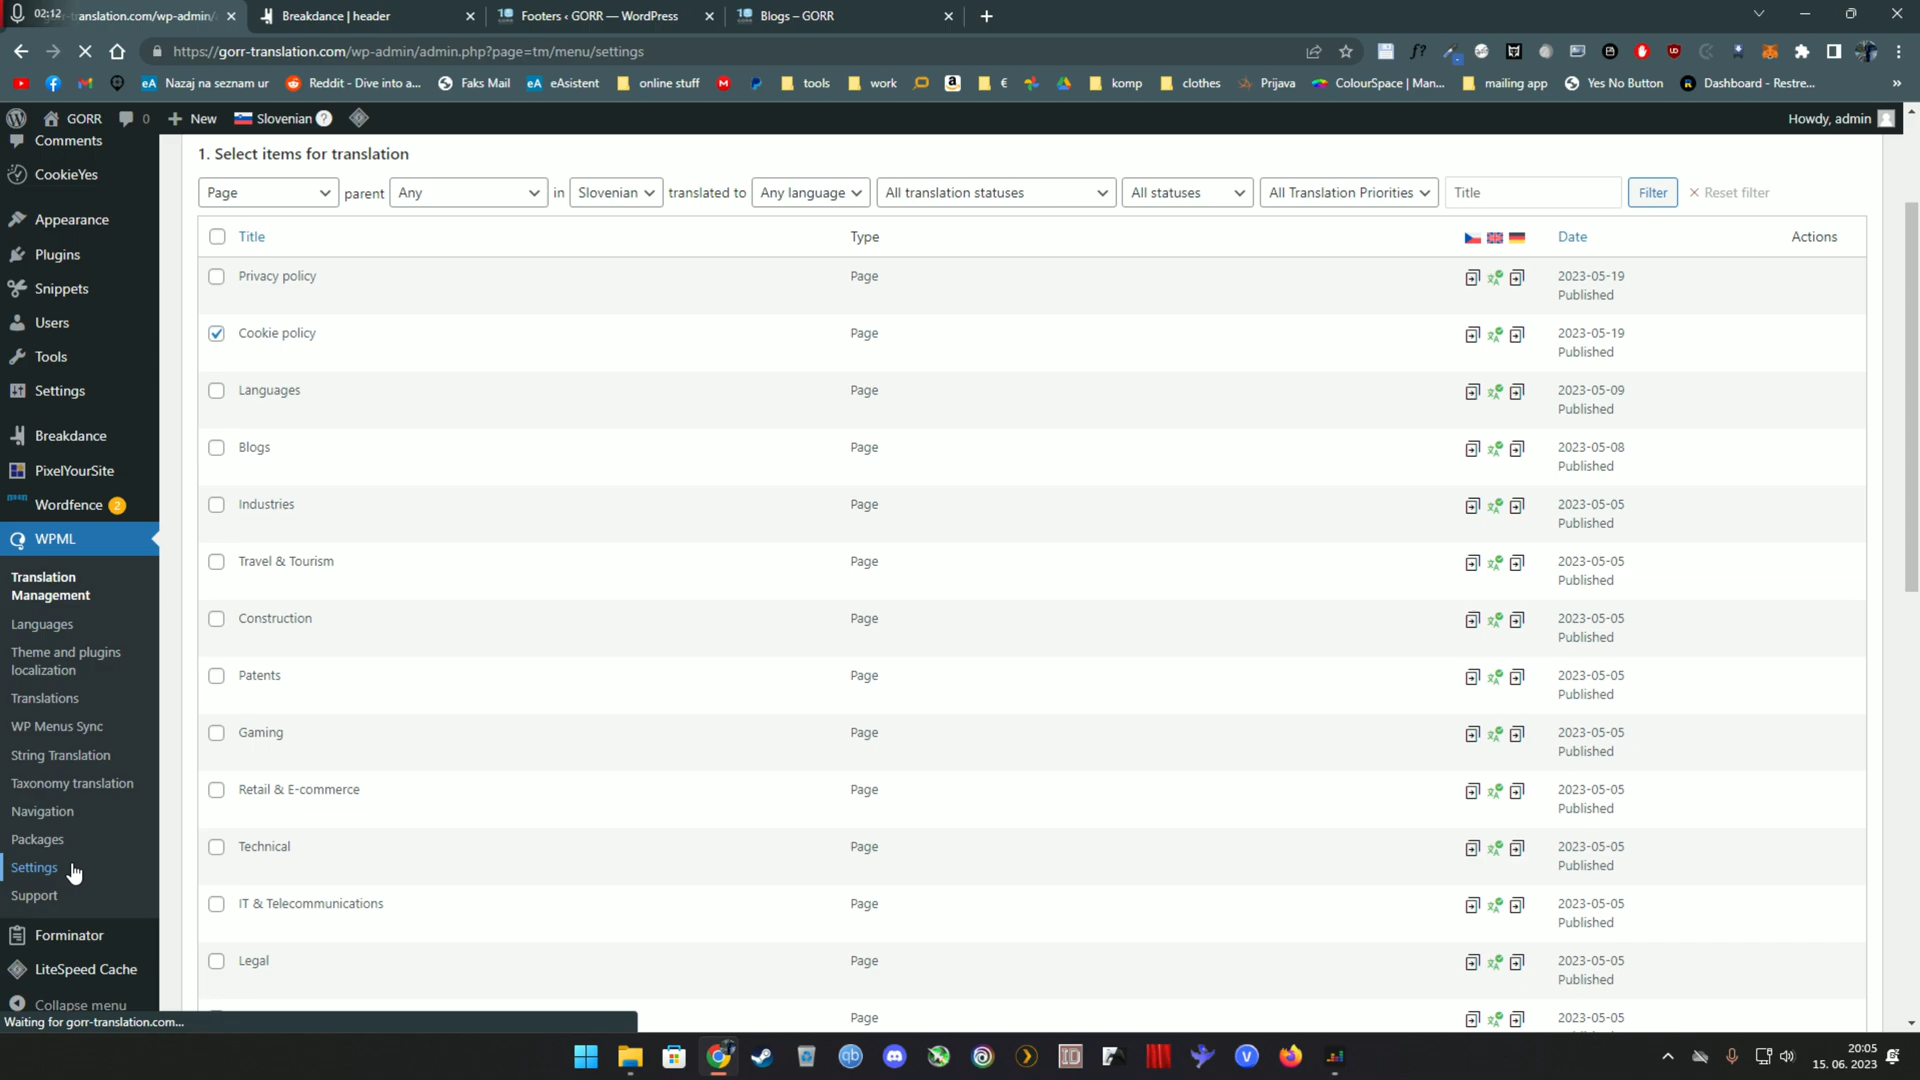 02:12 translation.com/wp-admin/ Breakdance | header Footers ‹ GORR — WordPress Blogs – GORR
https://gorr-translation.com/wp-admin/admin.php?page=tm/menu/settings
Nazaj na seznam ur Reddit - Dive into a... Faks Mail eAsistent online stuff tools work € komp clothes Prijava ColourSpace | Man... mailing app Yes No Button Dashboard - Restre...
GORR 0 New Slovenian Howdy, admin
Comments
CookieYes
Appearance
Plugins
Snippets
Users
Tools
Settings
Breakdance
PixelYourSite
Wordfence 2
WPML
Translation
Management
Languages
Theme and plugins
localization
Translations
WP Menus Sync
String Translation
Taxonomy translation
Navigation
Packages
Settings
Support
Forminator
LiteSpeed Cache
Collapse menu
Waiting for gorr-translation.com...
1. Select items for translation
Page parent Any in Slovenian translated to Any language All translation statuses All statuses All Translation Priorities Title Filter Reset filter
Title Type Date Actions
Privacy policy Page 2023-05-19
Published
Cookie policy Page 2023-05-19
Published
Languages Page 2023-05-09
Published
Blogs Page 2023-05-08
Published
Industries Page 2023-05-05
Published
Travel & Tourism Page 2023-05-05
Published
Construction Page 2023-05-05
Published
Patents Page 2023-05-05
Published
Gaming Page 2023-05-05
Published
Retail & E-commerce Page 2023-05-05
Published
Technical Page 2023-05-05
Published
IT & Telecommunications Page 2023-05-05
Published
Legal Page 2023-05-05
Published
Page 2023-05-05
20:05
15. 06. 2023